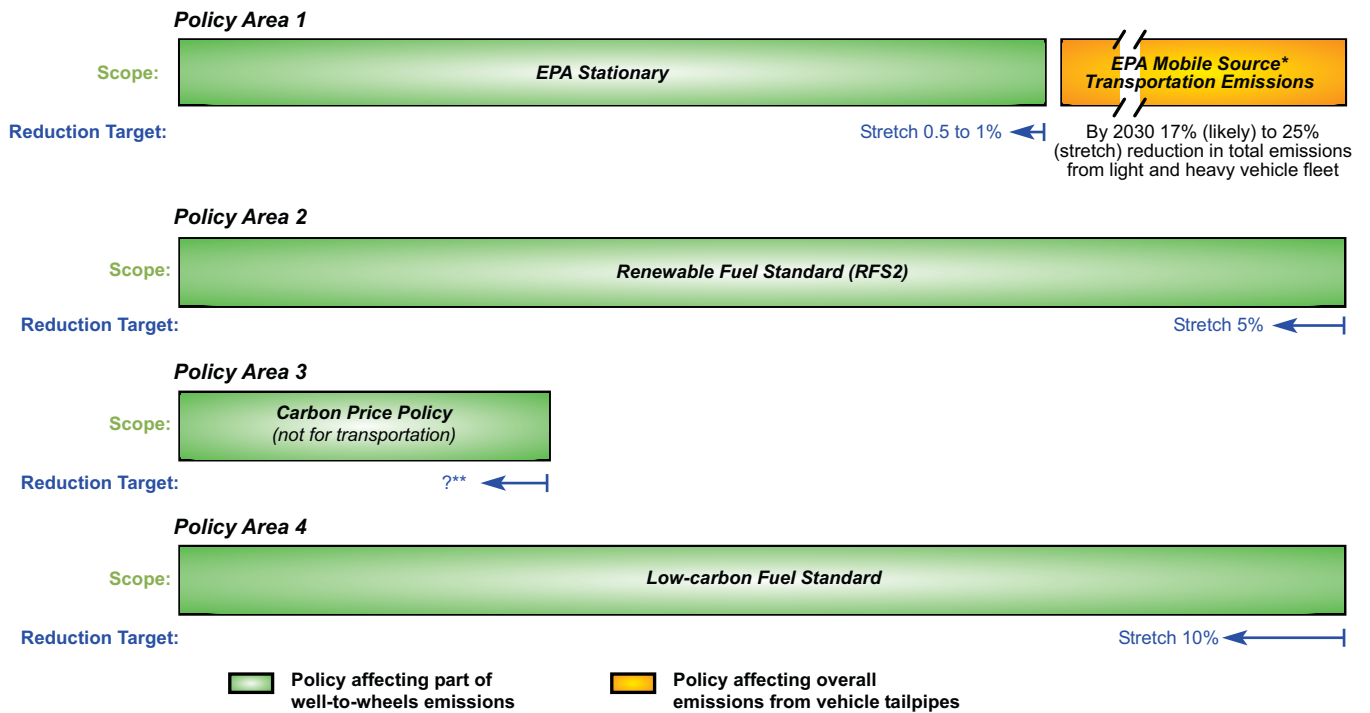 Policy Area 1
Scope:
EPA Stationary
EPA Mobile Source*
Transportation Emissions
Reduction Target:
Stretch 0.5 to 1%
By 2030 17% (likely) to 25%
(stretch) reduction in total emissions
from light and heavy vehicle fleet
Policy Area 2
Scope:
Renewable Fuel Standard (RFS2)
Reduction Target:
Stretch 5%
Policy Area 3
Scope:
Carbon Price Policy
(not for transportation)
Reduction Target:
?**
Policy Area 4
Scope:
Low-carbon Fuel Standard
Reduction Target:
Stretch 10%
Policy affecting part of
well-to-wheels emissions
Policy affecting overall
emissions from vehicle tailpipes